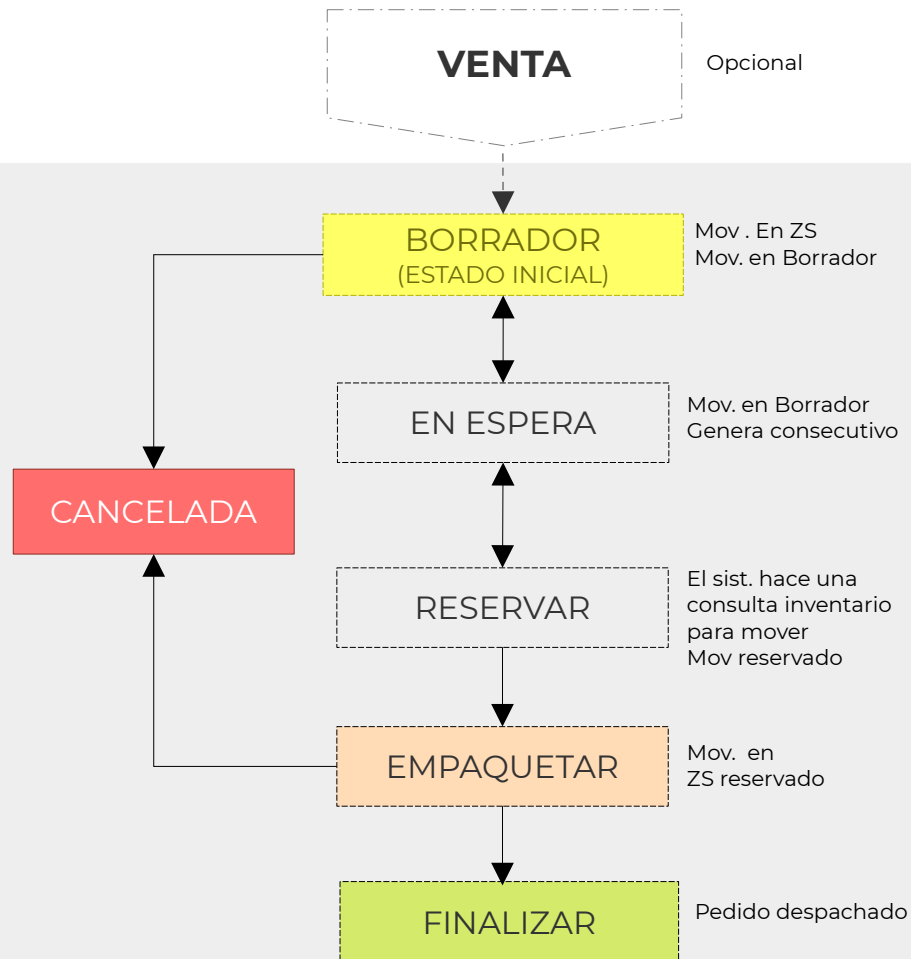 VENTA
Opcional
BORRADOR
(ESTADO INICIAL)
Mov . En ZS
Mov. en Borrador
EN ESPERA
Mov. en Borrador
Genera consecutivo
CANCELADA
RESERVAR
El sist. hace una
consulta inventario
para mover
Mov reservado
EMPAQUETAR
Mov.  en
ZS reservado
FINALIZAR
Pedido despachado